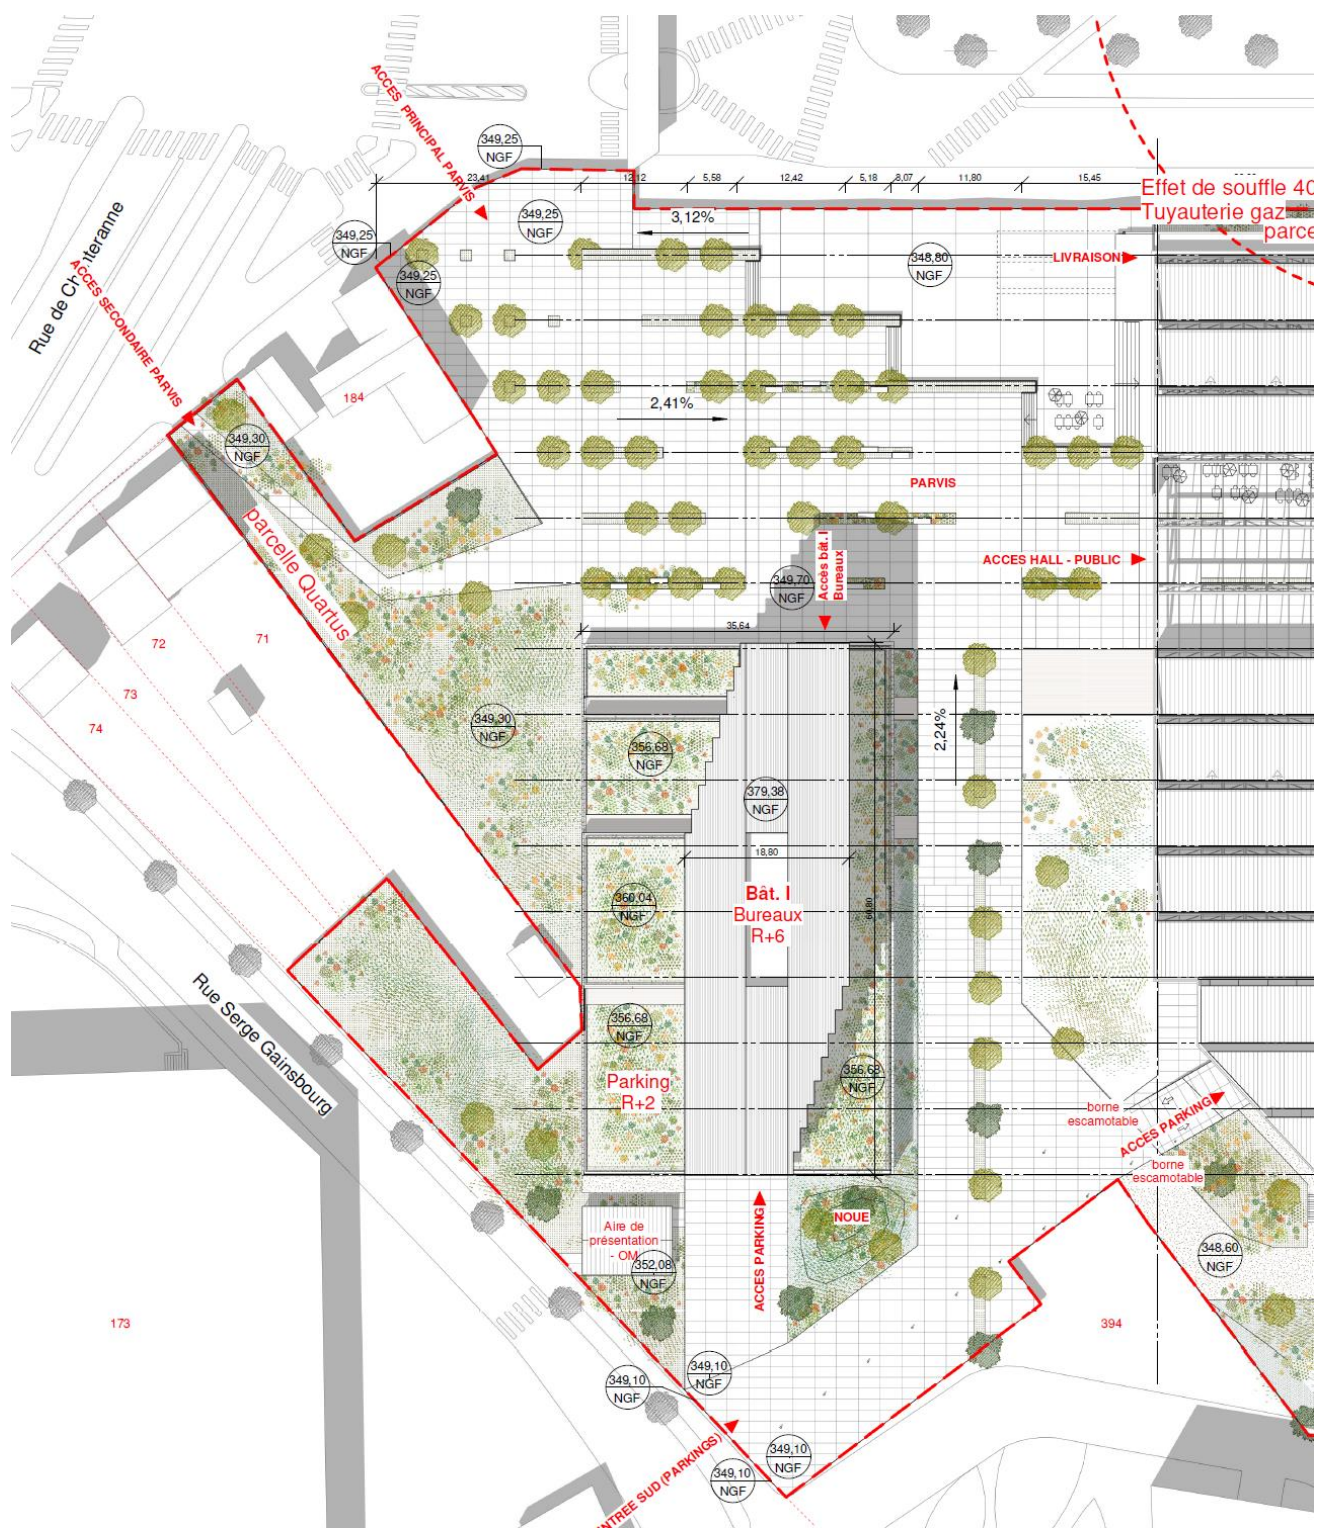 ACCES PRINCIPAL PARVIS
349,25
NGF
23,41
12,12
5,58
12,42
5,18
3,07
11,80
15,45
Effet de souffle 40
Tuyauterie gaz
parce
349,25
NGF
3,12%
349,25
NGF
349,25
NGF
348,80
NGF
LIVRAISON
Rue de Chanteranne
ACCES SECONDAIRE PARVIS
184
2,41%
349,30
NGF
PARVIS
parcelle Quartus
ACCES HALL - PUBLIC
Accès bât. I
Bureaux
349,70
NGF
35,64
72
71
73
74
349,30
NGF
356,68
NGF
2,24%
379,38
NGF
18,80
60,80
Bât. I
Bureaux
R+6
360,04
NGF
Rue Serge Gainsbourg
356,68
NGF
Parking
R+2
356,68
NGF
borne
escamotable
ACCES PARKING
borne
escamotable
Aire de
présentation
- OM
352,08
NGF
ACCES PARKING
NOUE
348,60
NGF
173
394
349,10
NGF
349,10
NGF
349,10
NGF
349,10
NGF
NTREE SUD (PARKINGS)